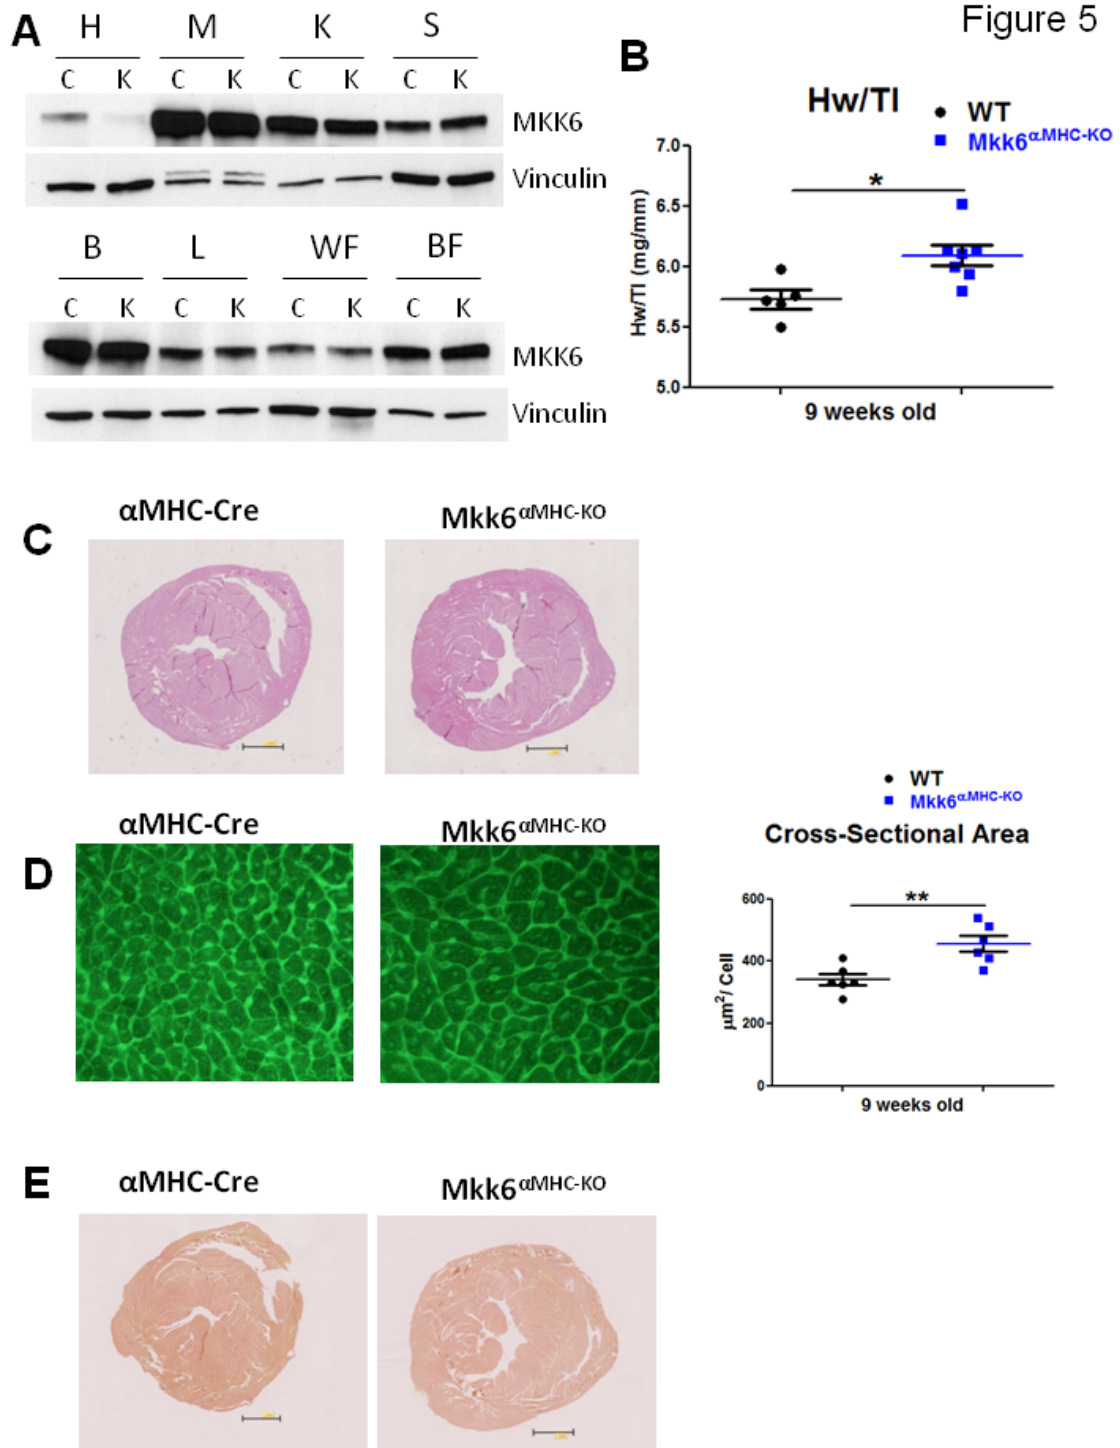 Figure 5
A
H M K S
C K C K C K C K
MKK6
Vinculin
B L WF BF
C K C K C K C K
MKK6
Vinculin
B
Hw/Tl
WT
Mkk6αMHC-KO
7.0
6.5
6.0
5.5
5.0
Hw/Tl (mg/mm)
*
9 weeks old
C
αMHC-Cre
Mkk6αMHC-KO
D
αMHC-Cre
Mkk6αMHC-KO
WT
Mkk6αMHC-KO
Cross-Sectional Area
600
400
200
0
µm²/ Cell
**
9 weeks old
E
αMHC-Cre
Mkk6αMHC-KO